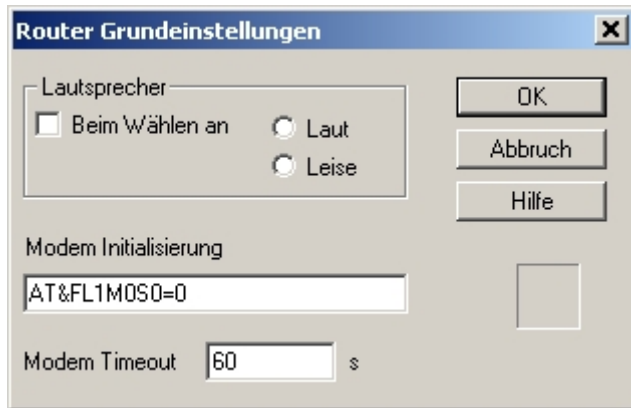 Router Grundeinstellungen
Lautsprecher
Beim Wählen an
Laut
Leise
OK
Abbruch
Hilfe
Modem Initialisierung
AT&FL1M0S0=0
Modem Timeout 60 s